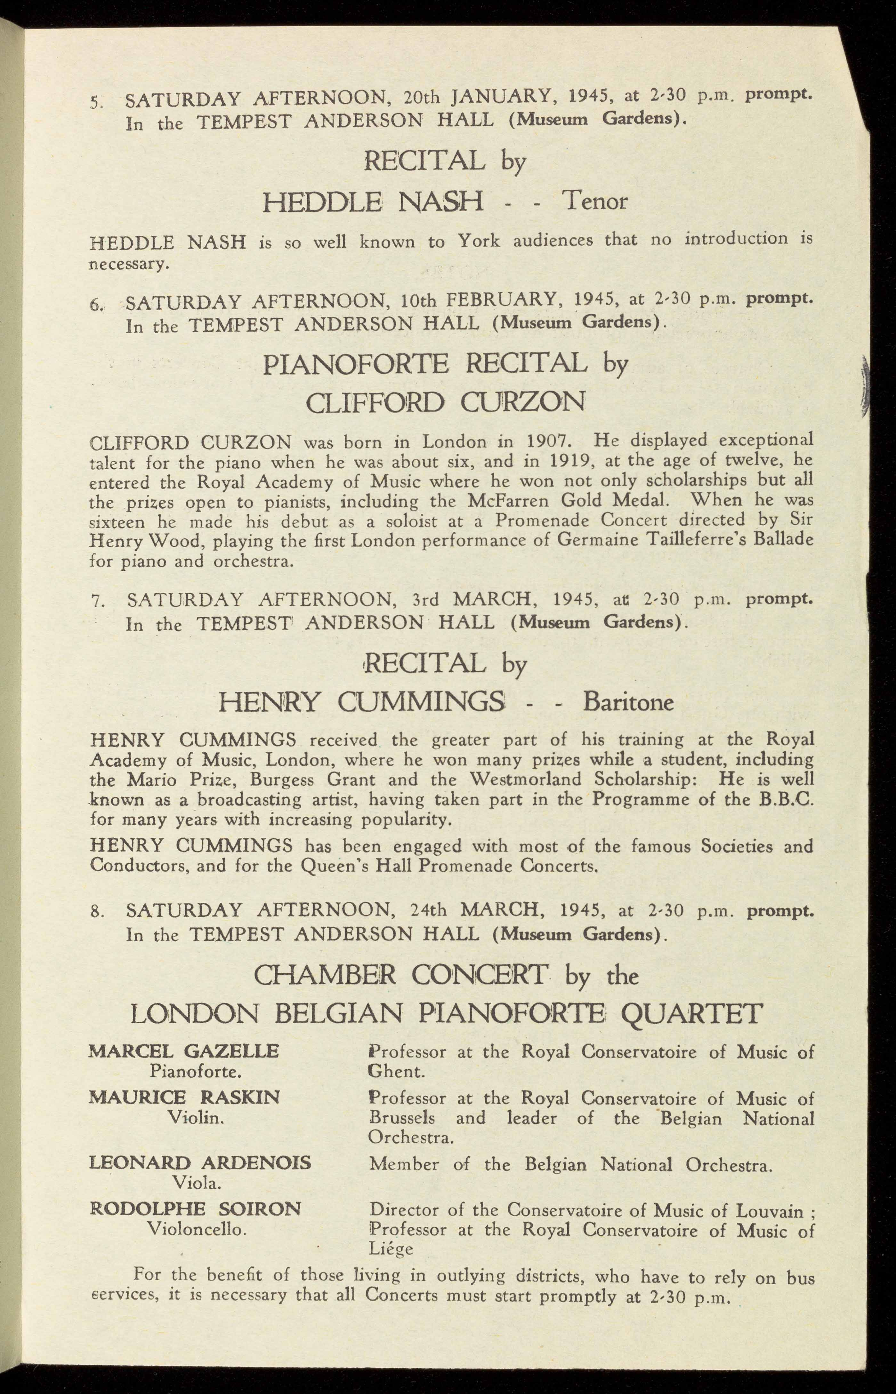 5. SATURDAY AFTERNOON, 20th JANUARY, 1945, at 2-30 p.m. prompt.
In the TEMPEST ANDERSON HALL (Museum Gardens).
RECITAL by
HEDDLE NASH - - Tenor
HEDDLE NASH is so well known to York audiences that no introduction is
necessary.
6. SATURDAY AFTERNOON, 10th FEBRUARY, 1945, at 2-30 p.m. prompt.
In the TEMPEST ANDERSON HALL (Museum Gardens).
PIANOFORTE RECITAL by
CLIFFORD CURZON
CLIFFORD CURZON was born in London in 1907. He displayed exceptional
talent for the piano when he was about six, and in 1919, at the age of twelve, he
entered the Royal Academy of Music where he won not only scholarships but all
the prizes open to pianists, including the McFarren Gold Medal. When he was
sixteen he made his debut as a soloist at a Promenade Concert directed by Sir
Henry Wood, playing the first London performance of Germaine Tailleferre's Ballade
for piano and orchestra.
7. SATURDAY AFTERNOON, 3rd MARCH, 1945, at 2-30 p.m. prompt.
In the TEMPEST ANDERSON HALL (Museum Gardens).
RECITAL by
HENRY CUMMINGS - - Baritone
HENRY CUMMINGS received the greater part of his training at the Royal
Academy of Music, London, where he won many prizes while a student, including
the Mario Prize, Burgess Grant and the Westmorland Scholarship: He is well
known as a broadcasting artist, having taken part in the Programme of the B.B.C.
for many years with increasing popularity.
HENRY CUMMINGS has been engaged with most of the famous Societies and
Conductors, and for the Queen's Hall Promenade Concerts.
8. SATURDAY AFTERNOON, 24th MARCH, 1945, at 2-30 p.m. prompt.
In the TEMPEST ANDERSON HALL (Museum Gardens).
CHAMBER CONCERT by the
LONDON BELGIAN PIANOFORTE QUARTET
MARCEL GAZELLE Professor at the Royal Conservatoire of Music of
Pianoforte. Ghent.
MAURICE RASKIN Professor at the Royal Conservatoire of Music of
Violin. Brussels and leader of the Belgian National
Orchestra.
LEONARD ARDENOIS Member of the Belgian National Orchestra.
Viola.
RODOLPHE SOIRON Director of the Conservatoire of Music of Louvain ;
Violoncello. Professor at the Royal Conservatoire of Music of
Liége
For the benefit of those living in outlying districts, who have to rely on bus
services, it is necessary that all Concerts must start promptly at 2-30 p.m.